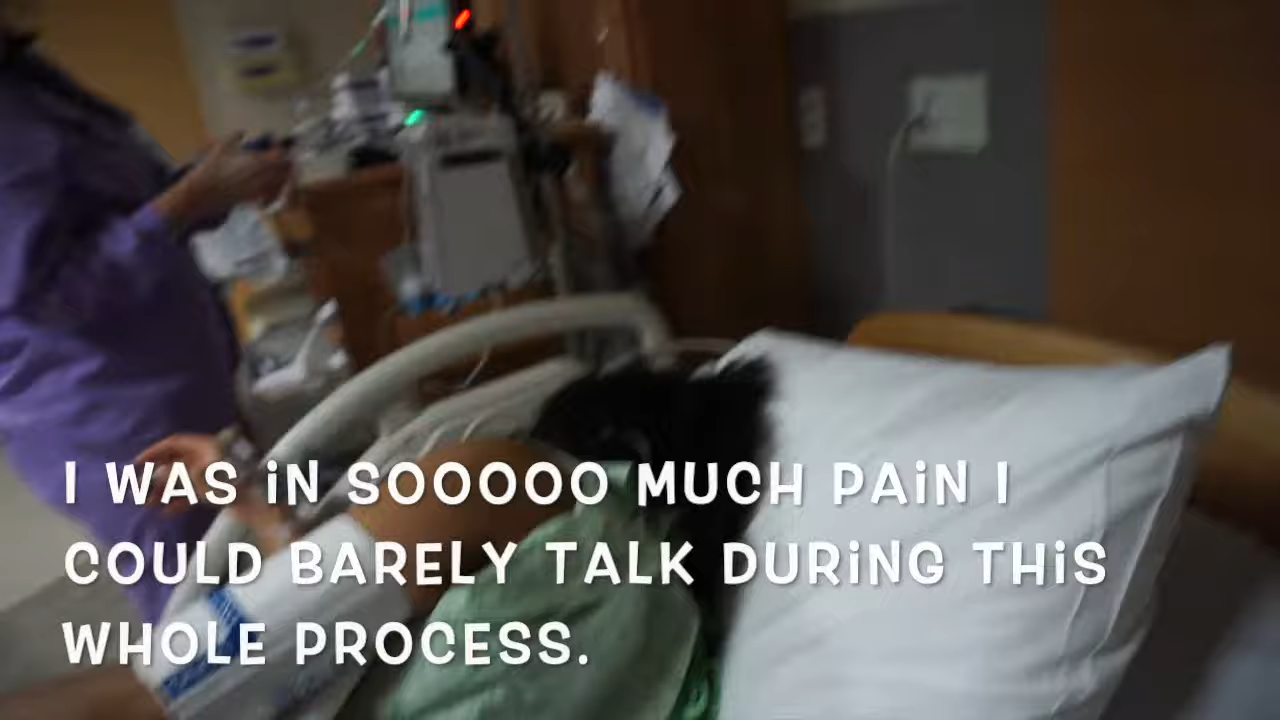 I WAS IN SOOOOO MUCH PAIN I
COULD BARELY TALK DURING THIS
WHOLE PROCESS.